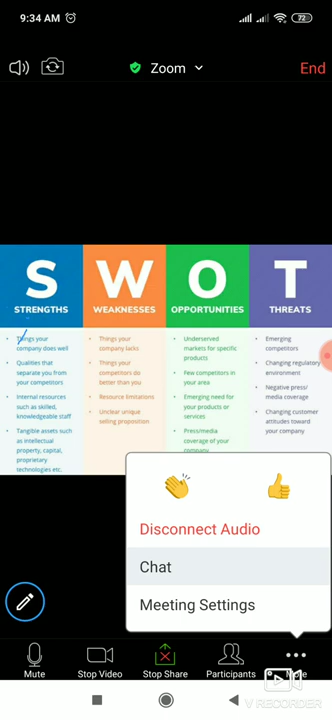 9:34 AM
72
Zoom
End
S W O T
STRENGTHS WEAKNESSES OPPORTUNITIES THREATS
• Things your
company does well
• Qualities that
separate you from
your competitors
• Internal resources
such as skilled,
knowledgeable staff
• Tangible assets such
as intellectual
property, capital,
proprietary
technologies etc.
• Things your
company lacks
• Things your
competitors do
better than you
• Resource limitations
• Unclear unique
selling proposition
• Underserved
markets for specific
products
• Few competitors in
your area
• Emerging need for
your products or
services
• Press/media
coverage of your
company
• Emerging
competitors
• Changing regulatory
environment
• Negative press/
media coverage
• Changing customer
attitudes toward
your company
Disconnect Audio
Chat
Meeting Settings
Mute Stop Video Stop Share Participants More
V RECORDER